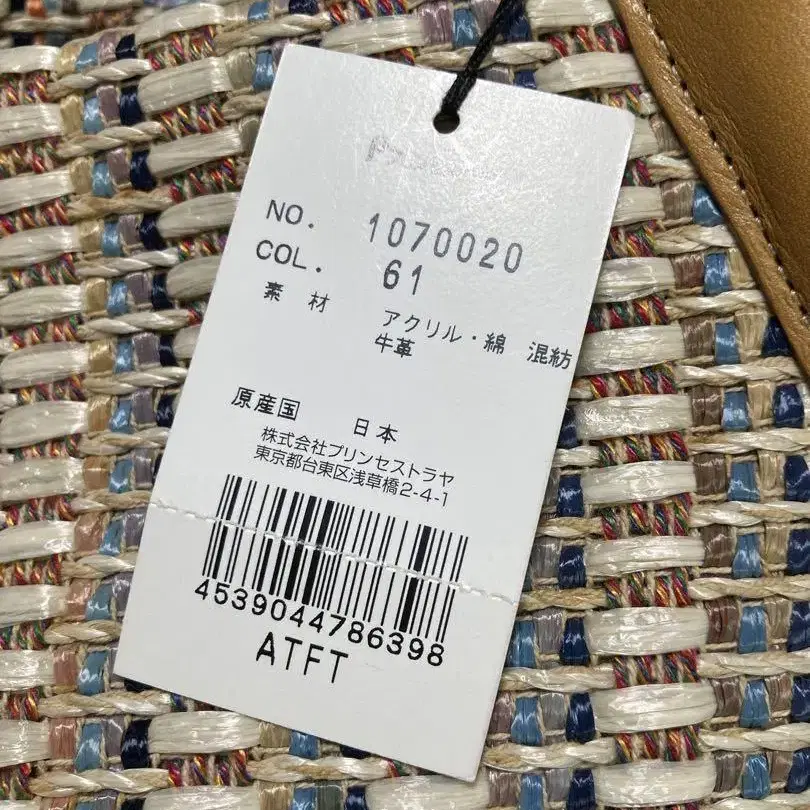 NO. 1070020
COL. 61
素材 アクリル・綿 混紡
牛革
原産国 日本
株式会社プリンセストラヤ
東京都台東区浅草橋2-4-1
4539044786398
ATFT